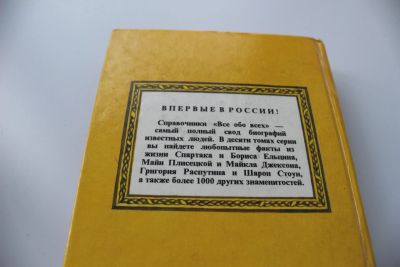 ВПЕРВЫЕ В РОССИИ!
Справочники «Все обо всех» —
самый полный свод биографий
известных людей. В десяти томах серии
вы найдете любопытные факты из
жизни Спартака и Бориса Ельцина,
Майи Плисецкой и Майкла Джексона,
Григория Распутина и Шарон Стоун,
а также более 1000 других знаменитостей.